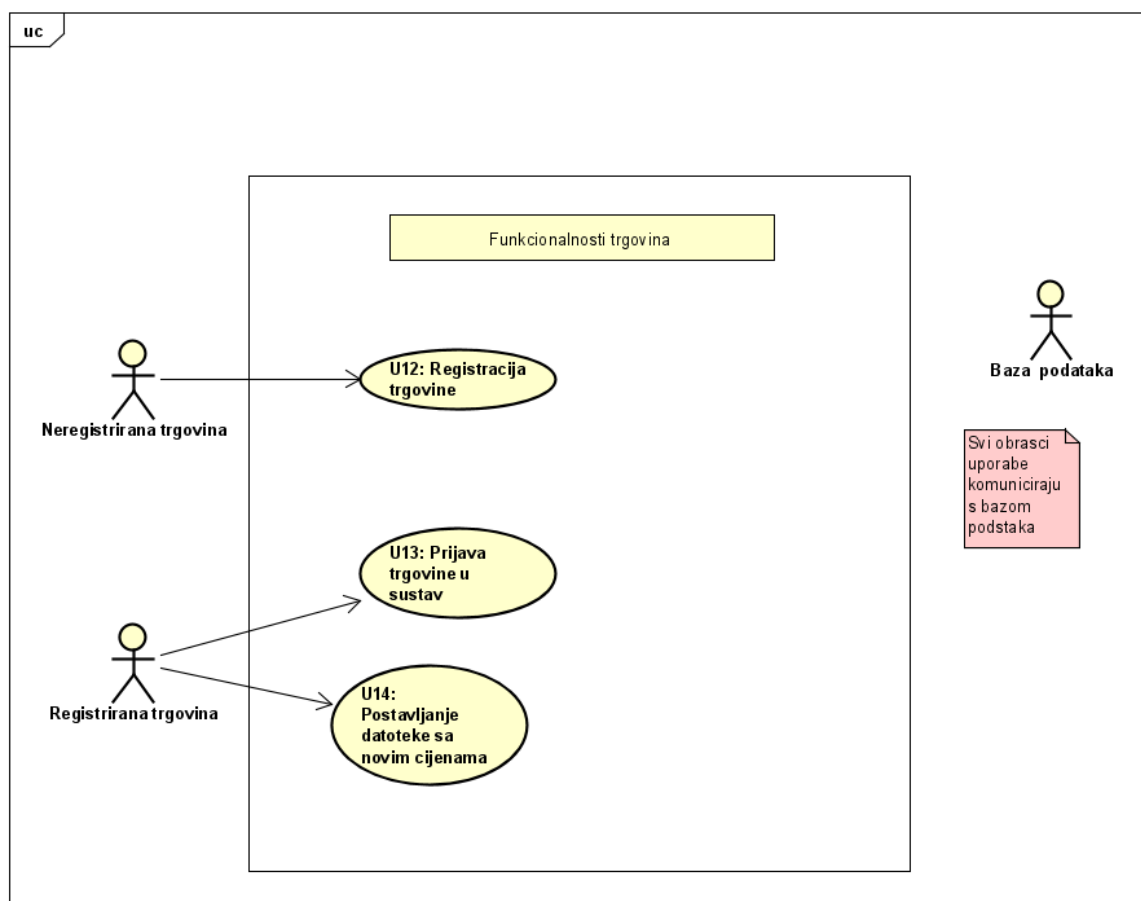 uc
Funkcionalnosti trgovina
Neregistrirana trgovina
U12: Registracija
trgovine
Baza podataka
Svi obrasci
uporabe
komuniciraju
s bazom
podstaka
U13: Prijava
trgovine u
sustav
Registrirana trgovina
U14:
Postavljanje
datoteke sa
novim cijenama